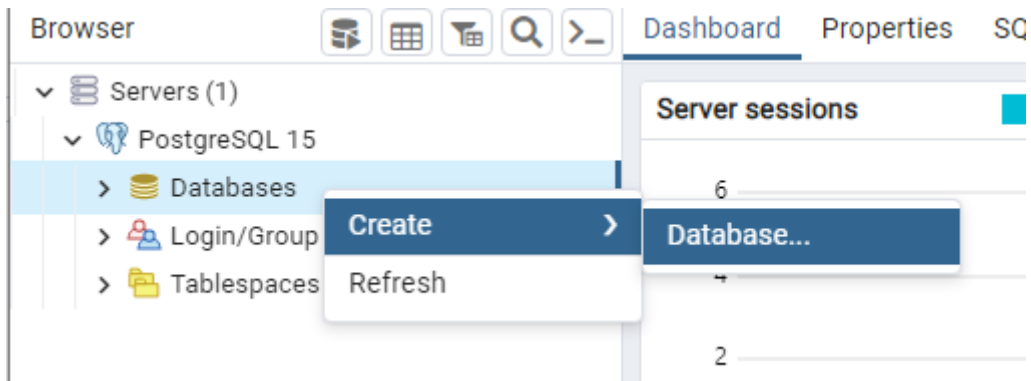 Browser
Dashboard Properties SQ
Servers (1)
PostgreSQL 15
Databases
Login/Group
Tablespaces
Create
Refresh
Database...
Server sessions
6
4
2